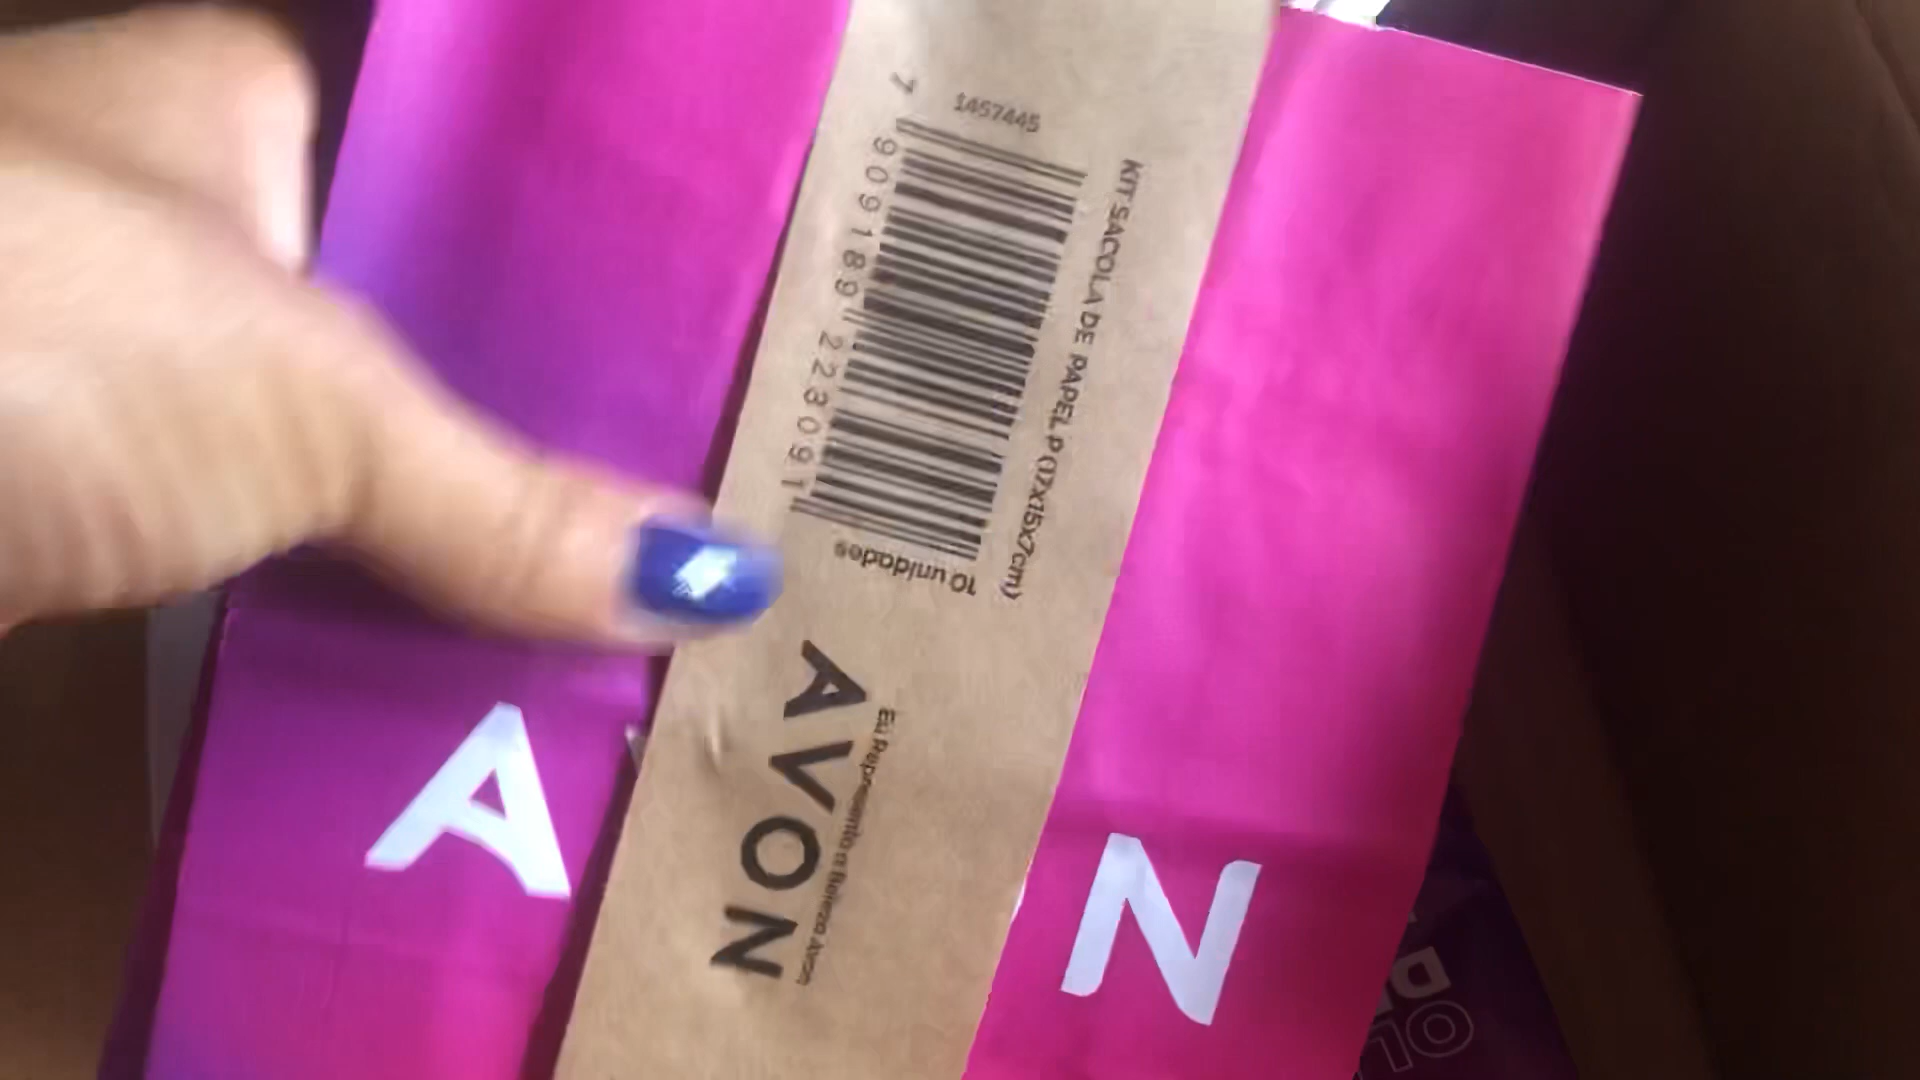 1457445
7 909189 223091
KIT SACOLA DE PAPEL P (17X15X7cm)
10 unidades
AVON
Eu Represento a Beleza Avon
A
N